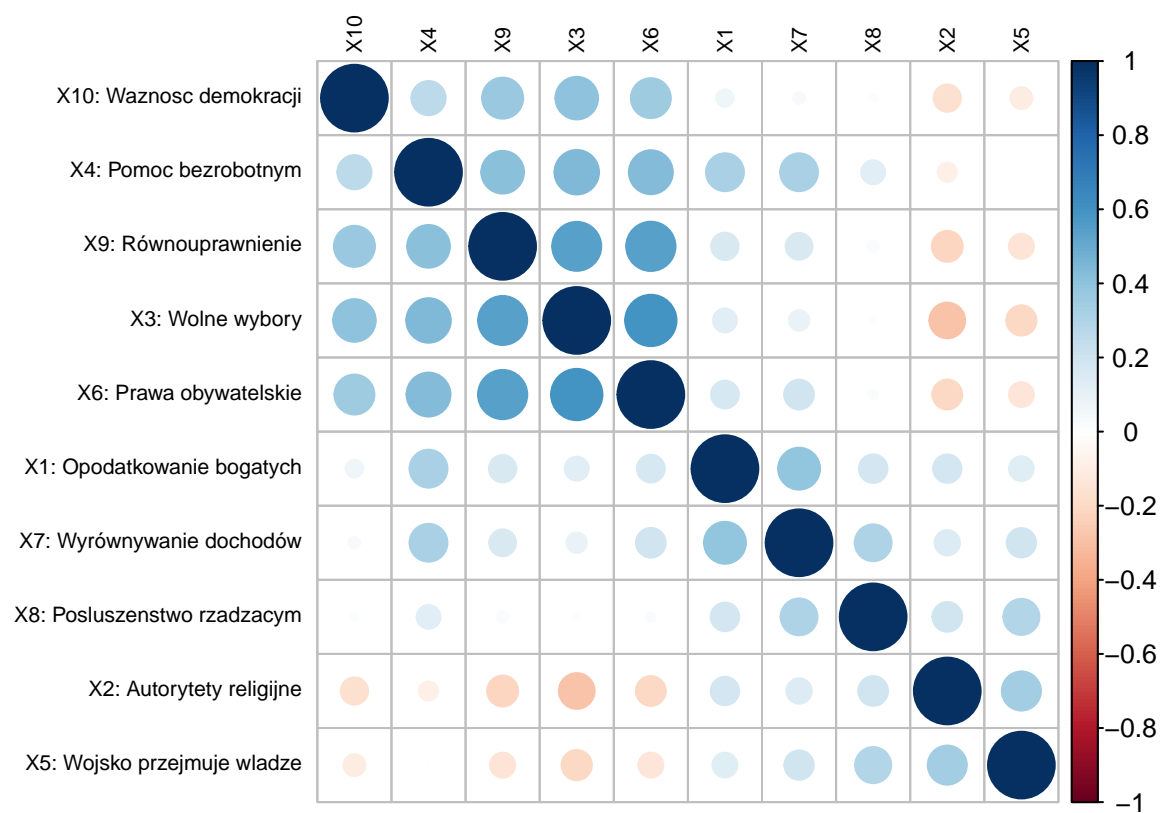 X10 X4 X9 X3 X6 X1 X7 X8 X2 X5
X10: Waznosc demokracji
X4: Pomoc bezrobotnym
X9: Równouprawnienie
X3: Wolne wybory
X6: Prawa obywatelskie
X1: Opodatkowanie bogatych
X7: Wyrównywanie dochodów
X8: Posluszenstwo rzadzacym
X2: Autorytety religijne
X5: Wojsko przejmuje wladze
1
0.8
0.6
0.4
0.2
0
−0.2
−0.4
−0.6
−0.8
−1